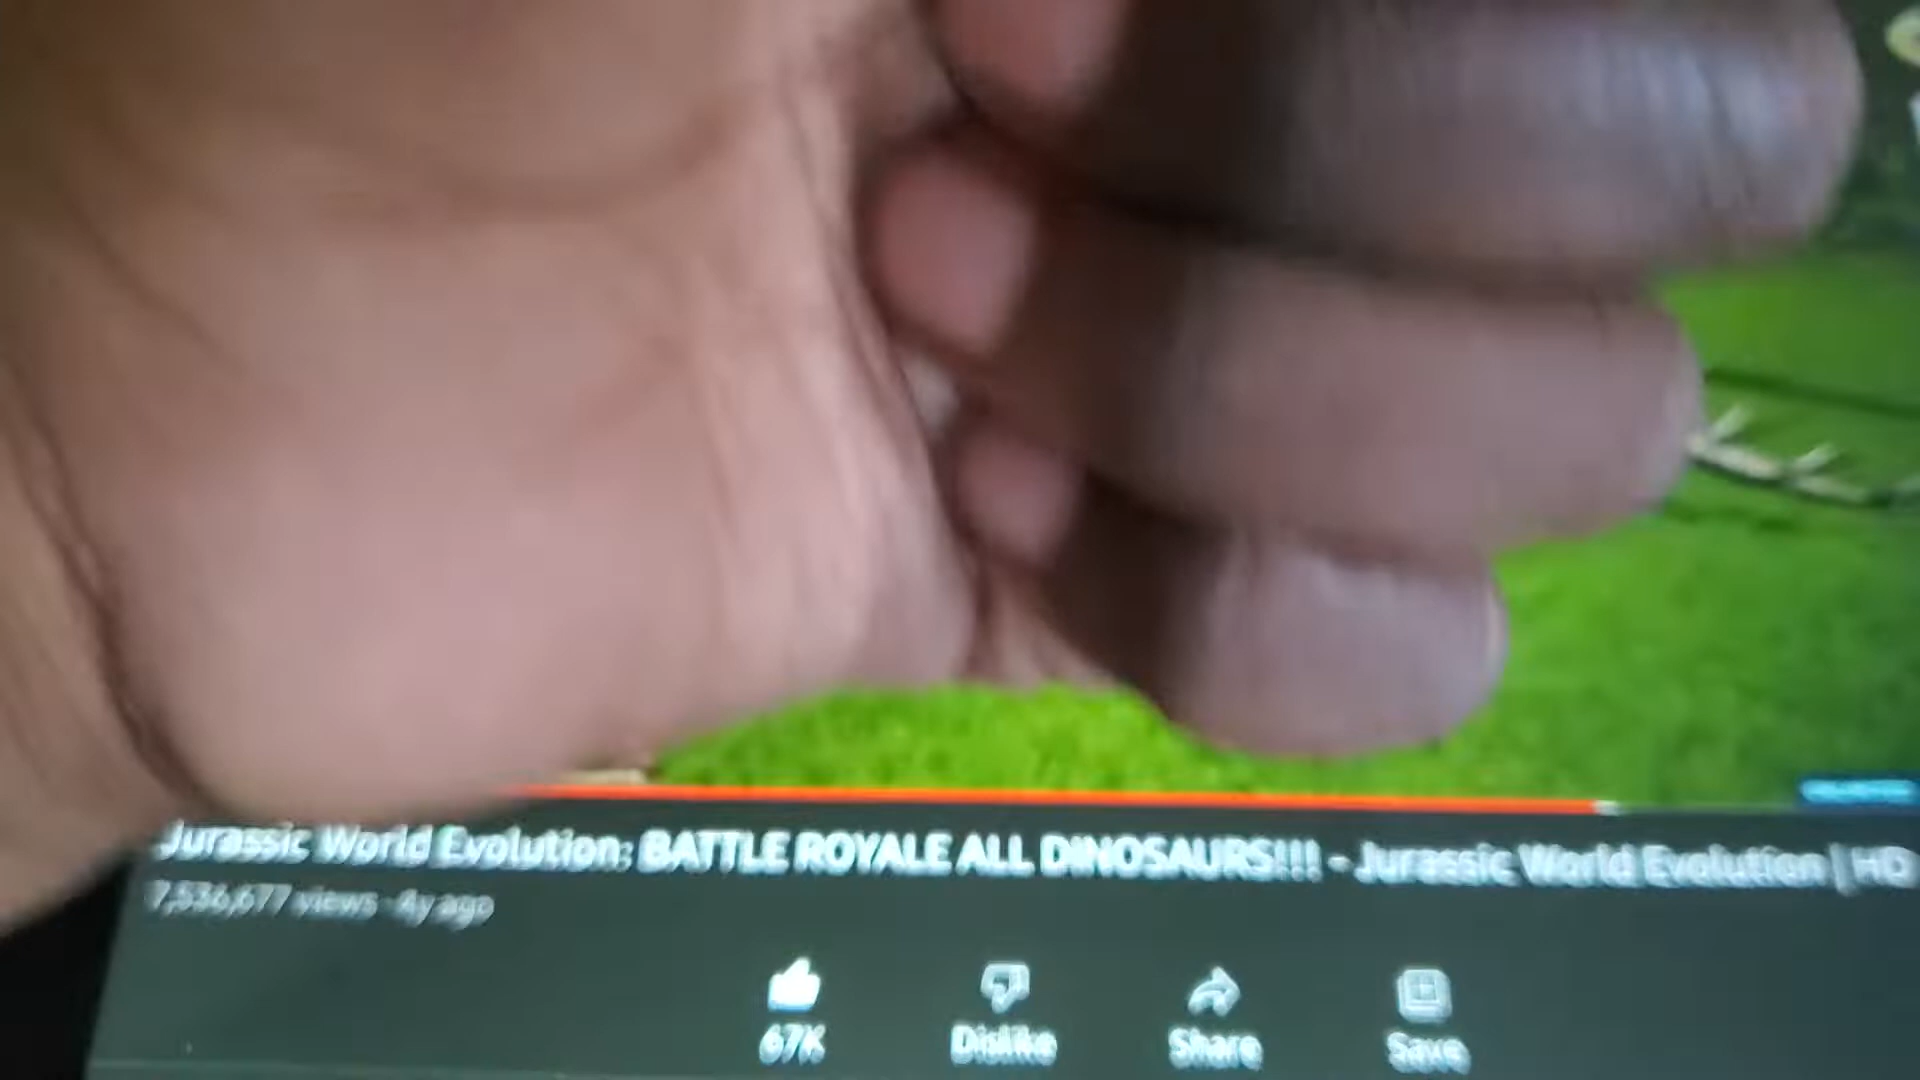 Jurassic World Evolution: BATTLE ROYALE ALL DINOSAURS!!! - Jurassic World Evolution | HD
7,536,677 views · 4y ago
67K Dislike Share Save